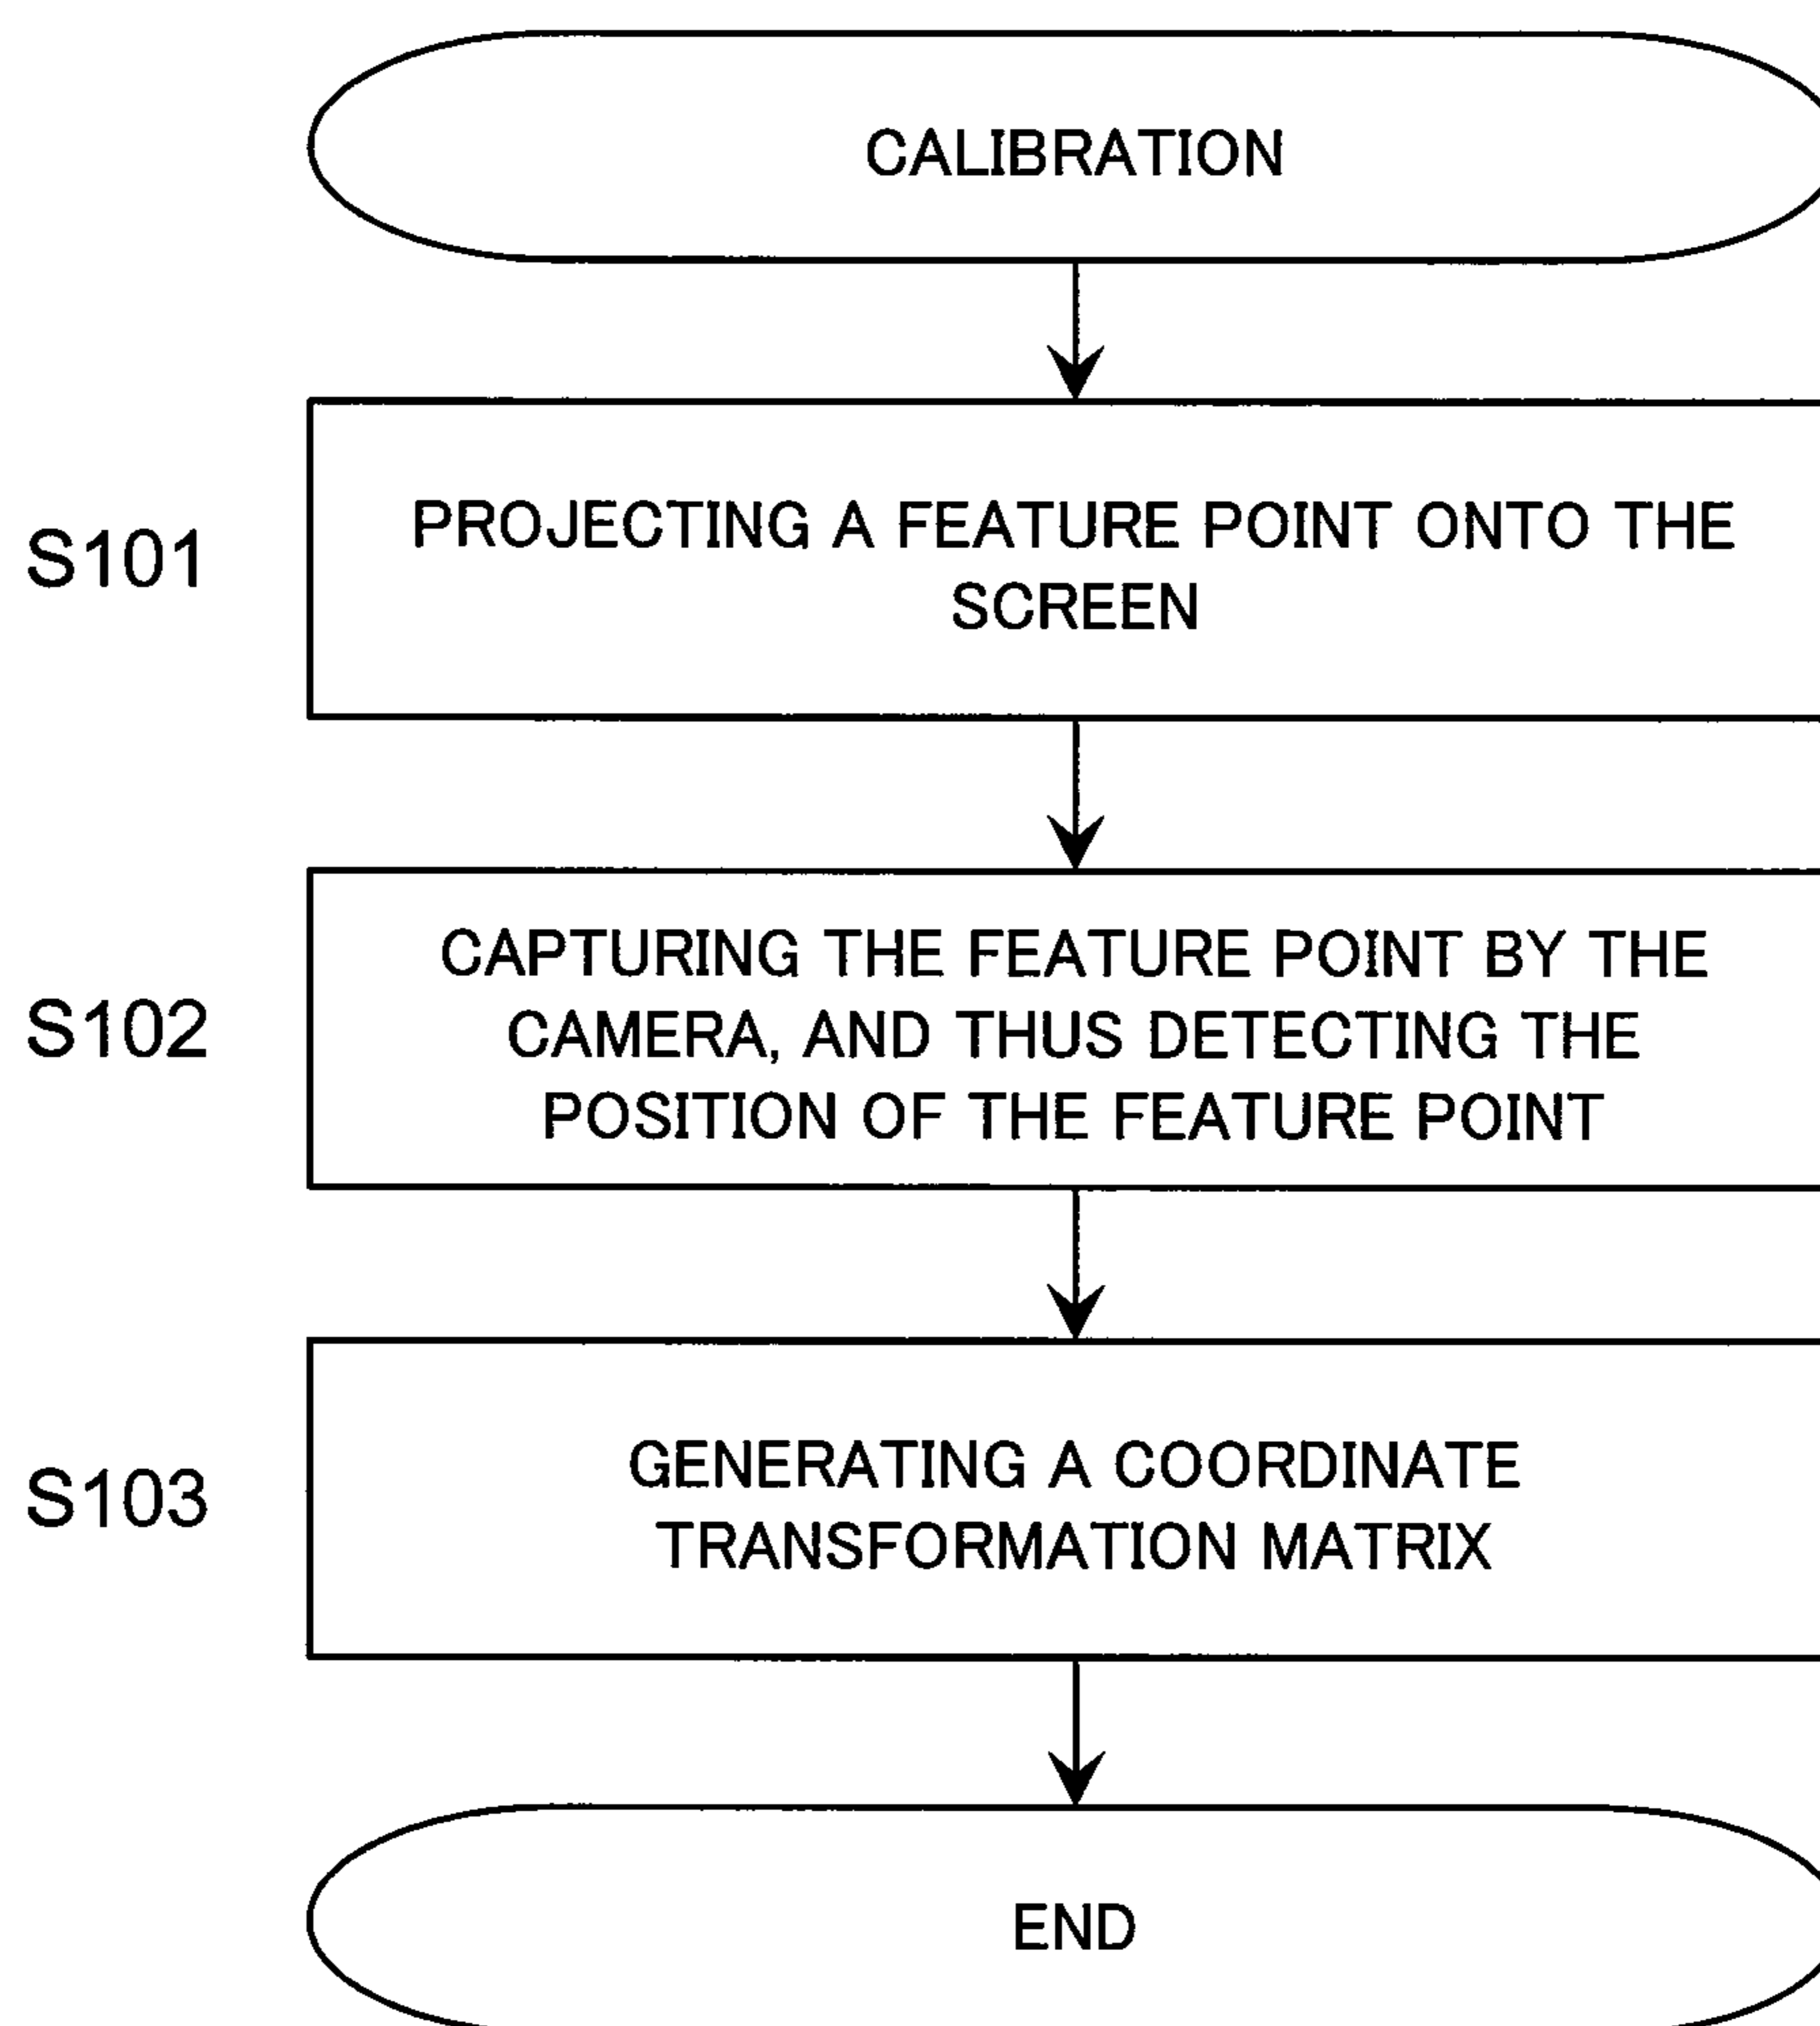 CALIBRATION
S101
PROJECTING A FEATURE POINT ONTO THE
SCREEN
S102
CAPTURING THE FEATURE POINT BY THE
CAMERA, AND THUS DETECTING THE
POSITION OF THE FEATURE POINT
S103
GENERATING A COORDINATE
TRANSFORMATION MATRIX
END